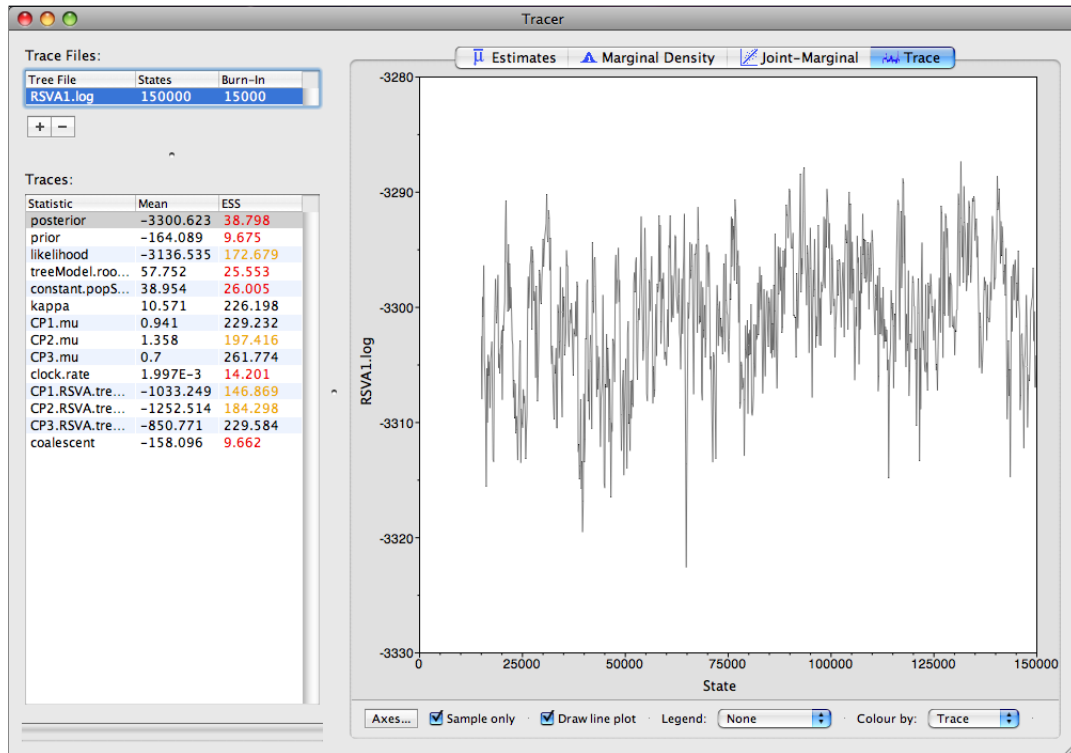 Tracer
Trace Files:
Tree File States Burn-In
RSVA1.log 150000 15000
+ −
Traces:
Statistic Mean ESS
posterior -3300.623 38.798
prior -164.089 9.675
likelihood -3136.535 172.679
treeModel.roo... 57.752 25.553
constant.popS... 38.954 26.005
kappa 10.571 226.198
CP1.mu 0.941 229.232
CP2.mu 1.358 197.416
CP3.mu 0.7 261.774
clock.rate 1.997E-3 14.201
CP1.RSVA.tre... -1033.249 146.869
CP2.RSVA.tre... -1252.514 184.298
CP3.RSVA.tre... -850.771 229.584
coalescent -158.096 9.662
μ Estimates Marginal Density Joint-Marginal Trace
-3280
-3290
-3300
-3310
-3320
-3330
RSVA1.log
0 25000 50000 75000 100000 125000 150000
State
Axes... Sample only Draw line plot Legend: None Colour by: Trace